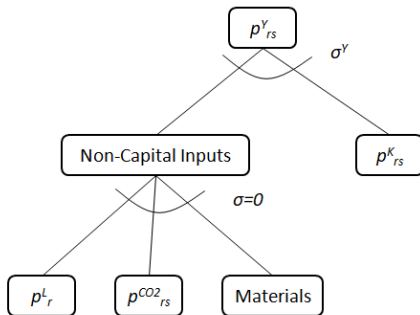 p^Y_rs
σ^Y
Non-Capital Inputs
p^K_rs
σ=0
p^L_r
p^CO2_rs
Materials